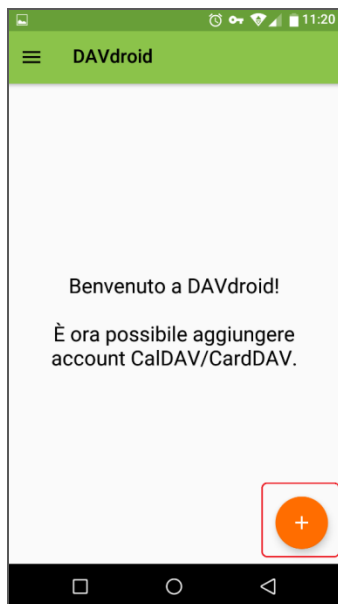 11:20
DAVdroid
Benvenuto a DAVdroid!
È ora possibile aggiungere
account CalDAV/CardDAV.
+